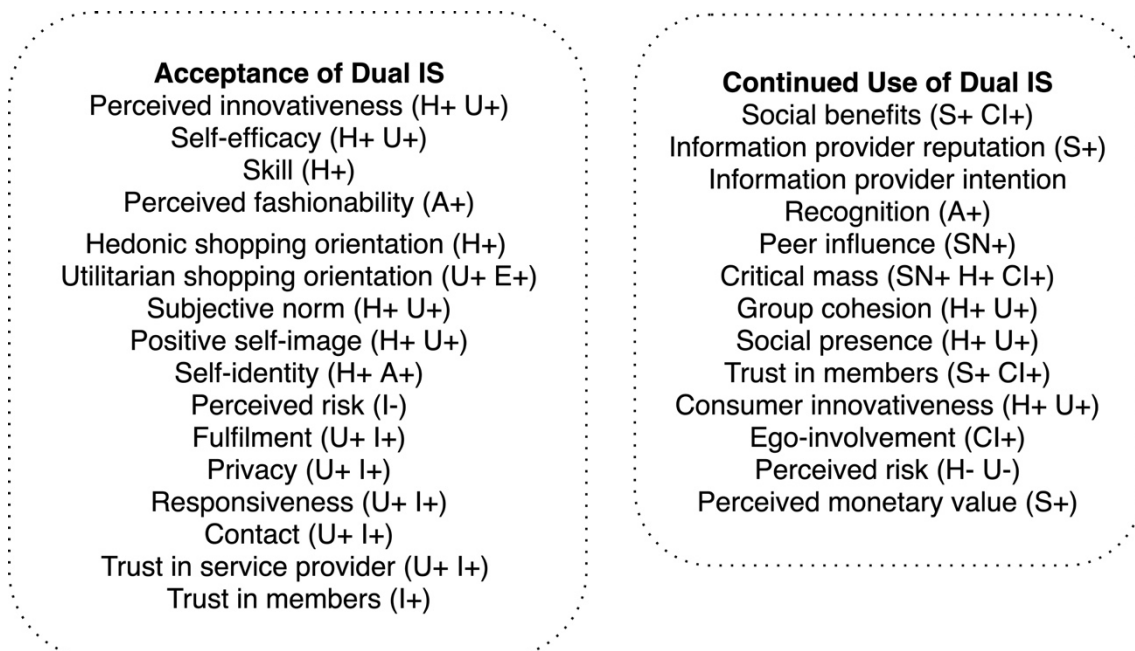 Acceptance of Dual IS
Perceived innovativeness (H+ U+)
Self-efficacy (H+ U+)
Skill (H+)
Perceived fashionability (A+)
Hedonic shopping orientation (H+)
Utilitarian shopping orientation (U+ E+)
Subjective norm (H+ U+)
Positive self-image (H+ U+)
Self-identity (H+ A+)
Perceived risk (I-)
Fulfilment (U+ I+)
Privacy (U+ I+)
Responsiveness (U+ I+)
Contact (U+ I+)
Trust in service provider (U+ I+)
Trust in members (I+)
Continued Use of Dual IS
Social benefits (S+ CI+)
Information provider reputation (S+)
Information provider intention
Recognition (A+)
Peer influence (SN+)
Critical mass (SN+ H+ CI+)
Group cohesion (H+ U+)
Social presence (H+ U+)
Trust in members (S+ CI+)
Consumer innovativeness (H+ U+)
Ego-involvement (CI+)
Perceived risk (H- U-)
Perceived monetary value (S+)